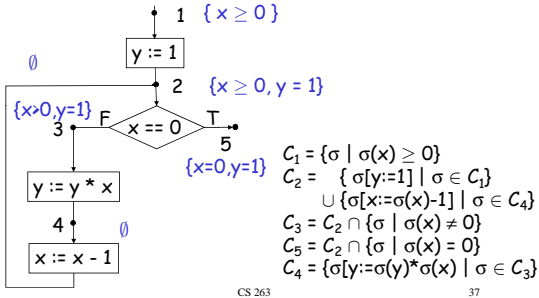 1 { x ≥ 0 }
y := 1
∅
2 {x ≥ 0, y = 1}
{x>0,y=1} F T
3 x == 0
5
{x=0,y=1}
y := y * x
4 ∅
x := x - 1
C₁ = {σ | σ(x) ≥ 0}
C₂ = { σ[y:=1] | σ ∈ C₁}
∪ {σ[x:=σ(x)-1] | σ ∈ C₄}
C₃ = C₂ ∩ {σ | σ(x) ≠ 0}
C₅ = C₂ ∩ {σ | σ(x) = 0}
C₄ = {σ[y:=σ(y)*σ(x) | σ ∈ C₃}
CS 263 37